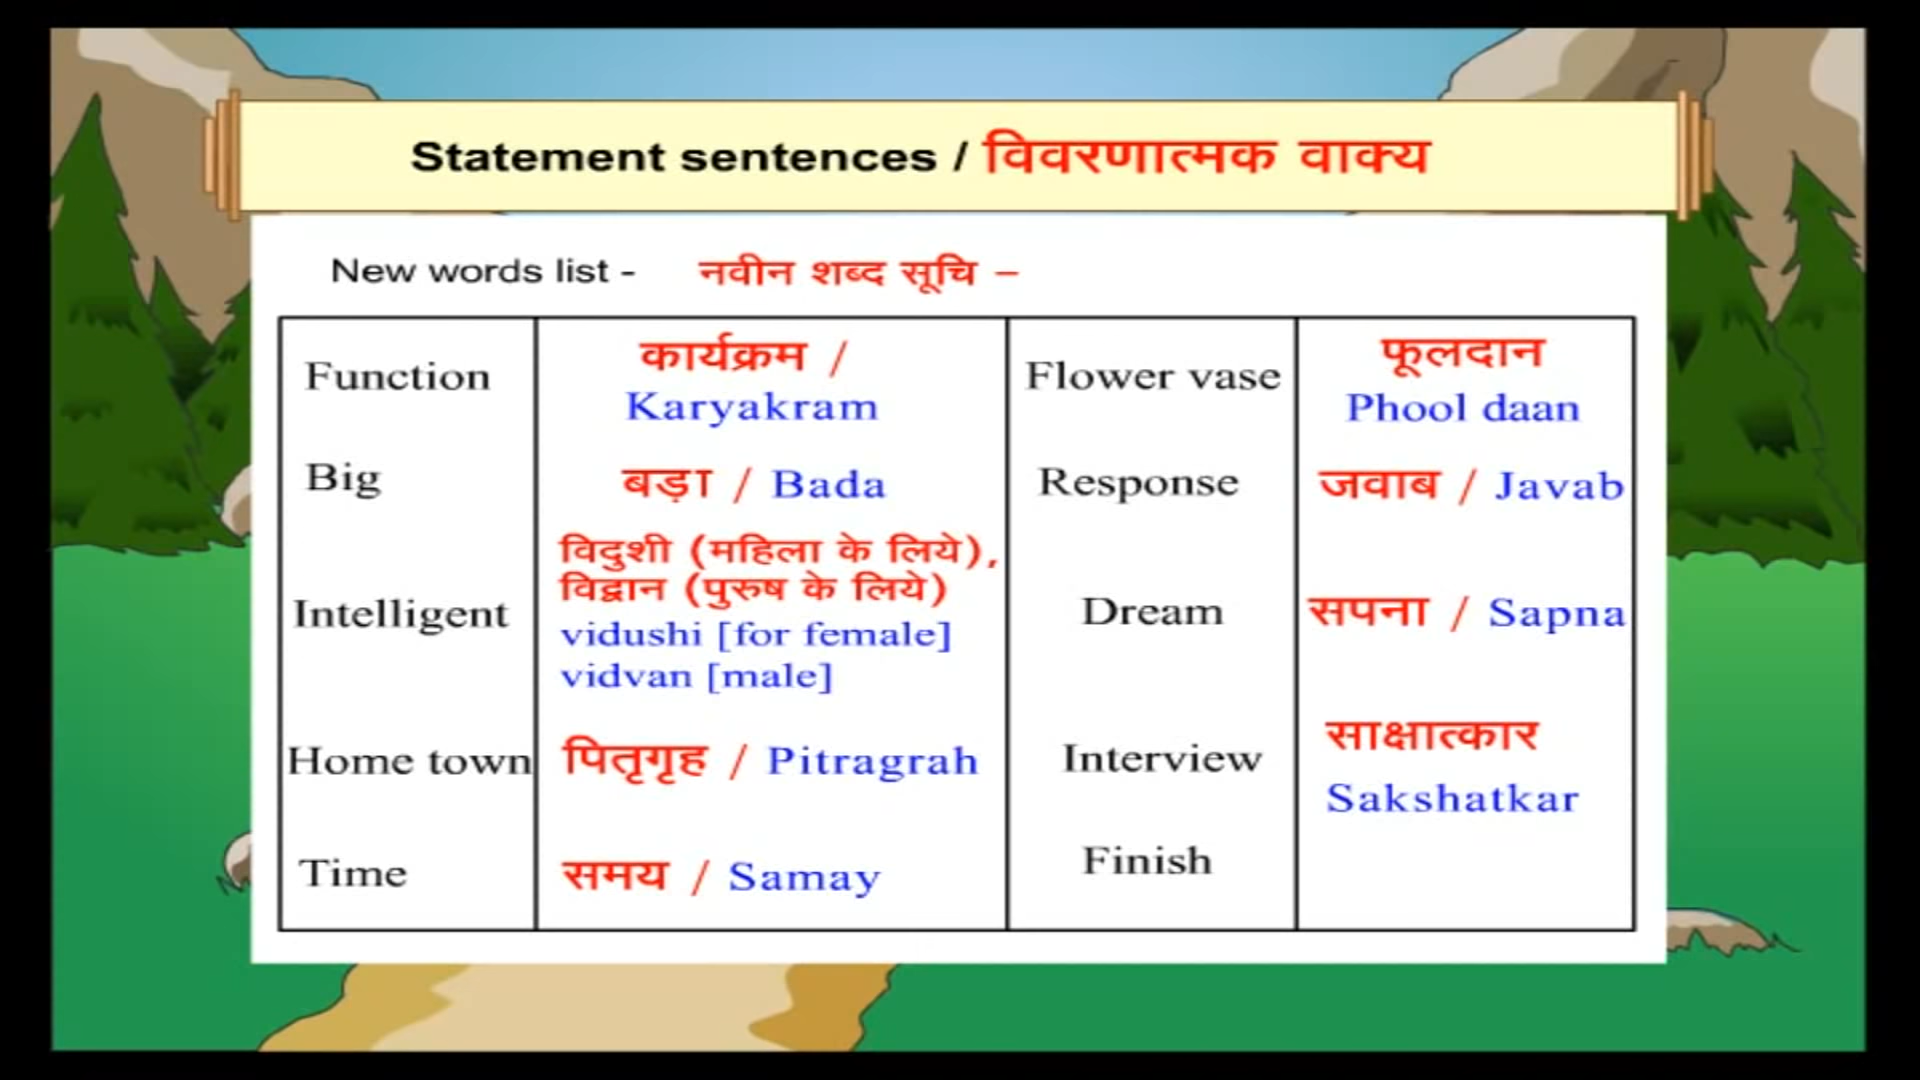 Statement sentences / विवरणात्मक वाक्य
New words list - नवीन शब्द सूचि –
Function
कार्यक्रम /
Karyakram
Flower vase
फूलदान
Phool daan
Big
बड़ा / Bada
Response
जवाब / Javab
Intelligent
विदुशी (महिला के लिये),
विद्वान (पुरुष के लिये)
vidushi [for female]
vidvan [male]
Dream
सपना / Sapna
Home town
पितृगृह / Pitragrah
Interview
साक्षात्कार
Sakshatkar
Time
समय / Samay
Finish